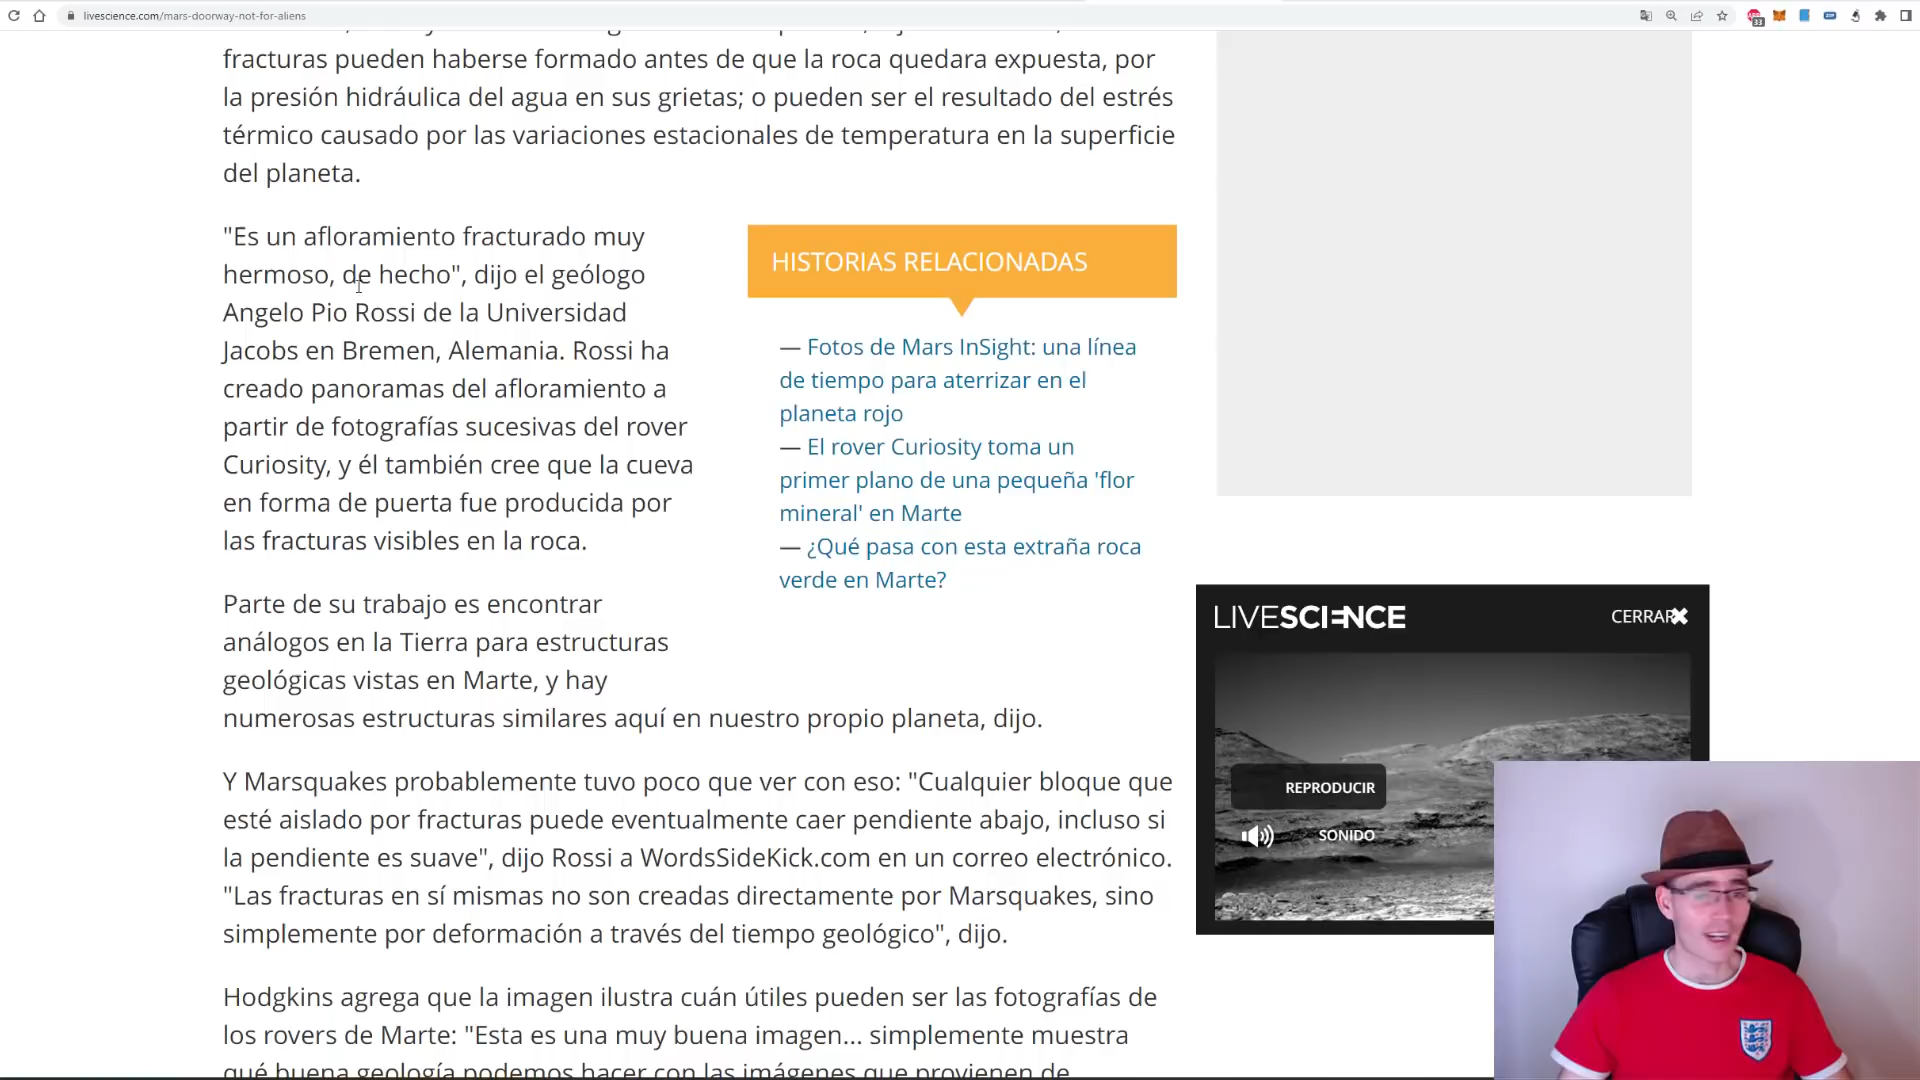 livescience.com/mars-doorway-not-for-aliens
33
fracturas pueden haberse formado antes de que la roca quedara expuesta, por
la presión hidráulica del agua en sus grietas; o pueden ser el resultado del estrés
térmico causado por las variaciones estacionales de temperatura en la superficie
del planeta.
"Es un afloramiento fracturado muy
hermoso, de hecho", dijo el geólogo
Angelo Pio Rossi de la Universidad
Jacobs en Bremen, Alemania. Rossi ha
creado panoramas del afloramiento a
partir de fotografías sucesivas del rover
Curiosity, y él también cree que la cueva
en forma de puerta fue producida por
las fracturas visibles en la roca.
HISTORIAS RELACIONADAS
— Fotos de Mars InSight: una línea
de tiempo para aterrizar en el
planeta rojo
— El rover Curiosity toma un
primer plano de una pequeña 'flor
mineral' en Marte
— ¿Qué pasa con esta extraña roca
verde en Marte?
Parte de su trabajo es encontrar
análogos en la Tierra para estructuras
geológicas vistas en Marte, y hay
numerosas estructuras similares aquí en nuestro propio planeta, dijo.
Y Marsquakes probablemente tuvo poco que ver con eso: "Cualquier bloque que
esté aislado por fracturas puede eventualmente caer pendiente abajo, incluso si
la pendiente es suave", dijo Rossi a WordsSideKick.com en un correo electrónico.
"Las fracturas en sí mismas no son creadas directamente por Marsquakes, sino
simplemente por deformación a través del tiempo geológico", dijo.
Hodgkins agrega que la imagen ilustra cuán útiles pueden ser las fotografías de
los rovers de Marte: "Esta es una muy buena imagen... simplemente muestra
qué buena geología podemos hacer con las imágenes que provienen de
LIVESCIENCE
CERRAR
REPRODUCIR
SONIDO